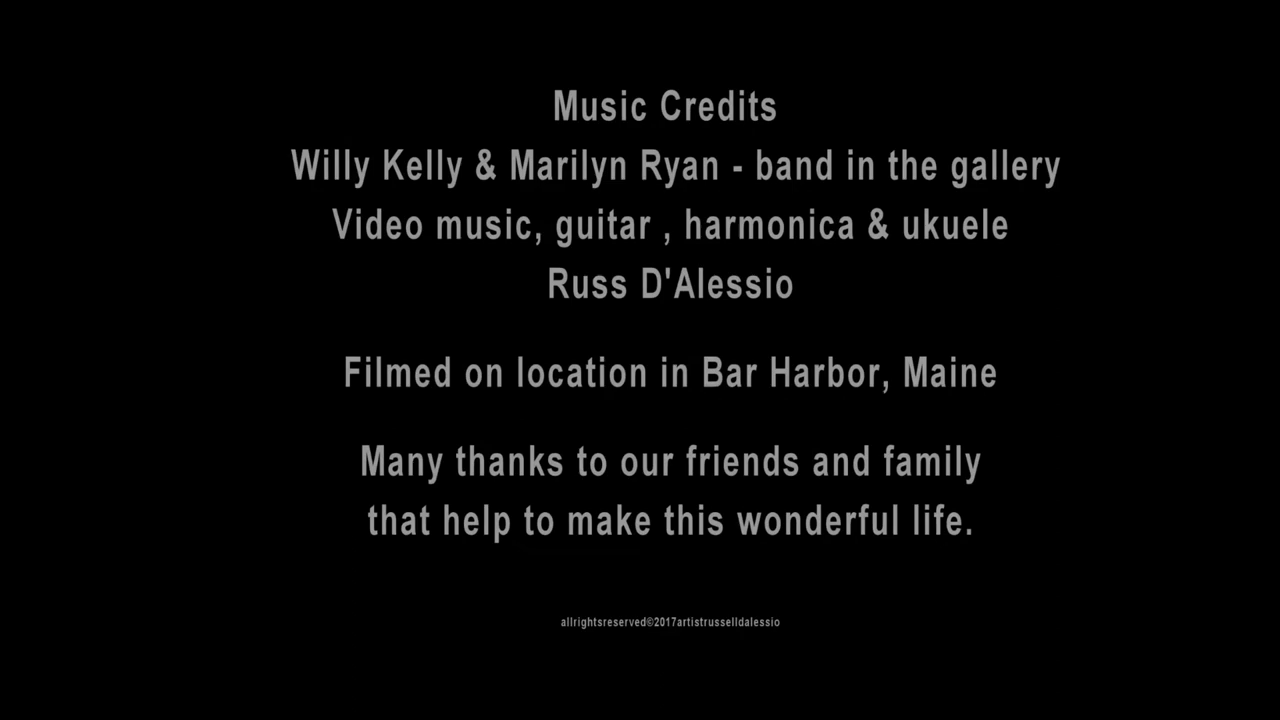 Music Credits
Willy Kelly & Marilyn Ryan - band in the gallery
Video music, guitar , harmonica & ukuele
Russ D'Alessio
Filmed on location in Bar Harbor, Maine
Many thanks to our friends and family
that help to make this wonderful life.
allrightsreserved©2017artistrusselldalessio